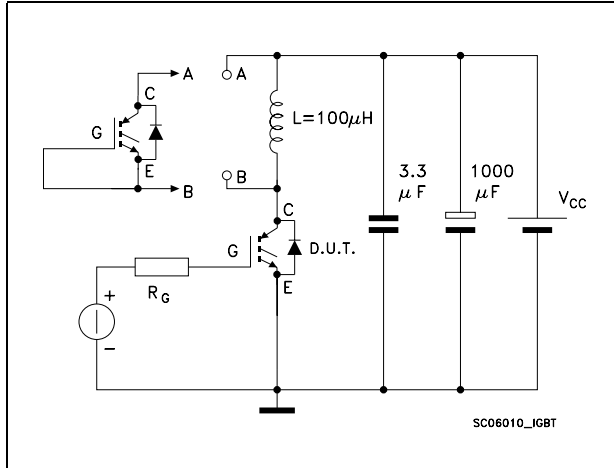 A
A
C
G
E
B
B
L=100μH
3.3
μF
1000
μF
VCC
C
G
D.U.T.
E
RG
+
-
SC06010_IGBT